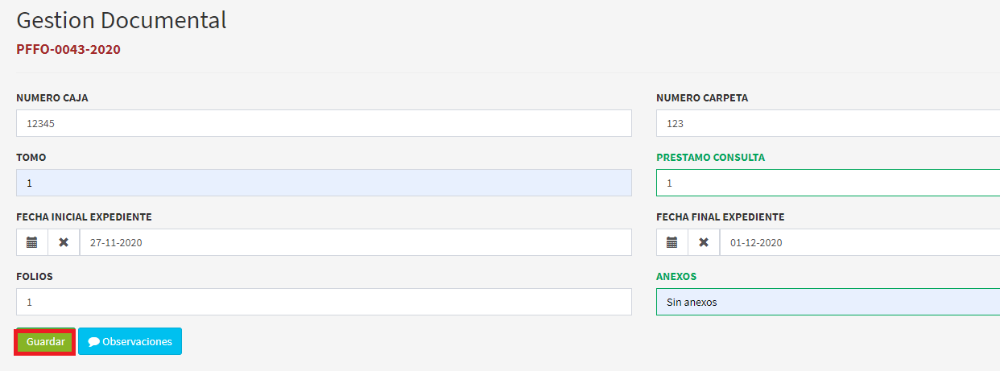 Gestion Documental
PFFO-0043-2020
NUMERO CAJA
12345
NUMERO CARPETA
123
TOMO
1
PRESTAMO CONSULTA
1
FECHA INICIAL EXPEDIENTE
27-11-2020
FECHA FINAL EXPEDIENTE
01-12-2020
FOLIOS
1
ANEXOS
Sin anexos
Guardar
Observaciones